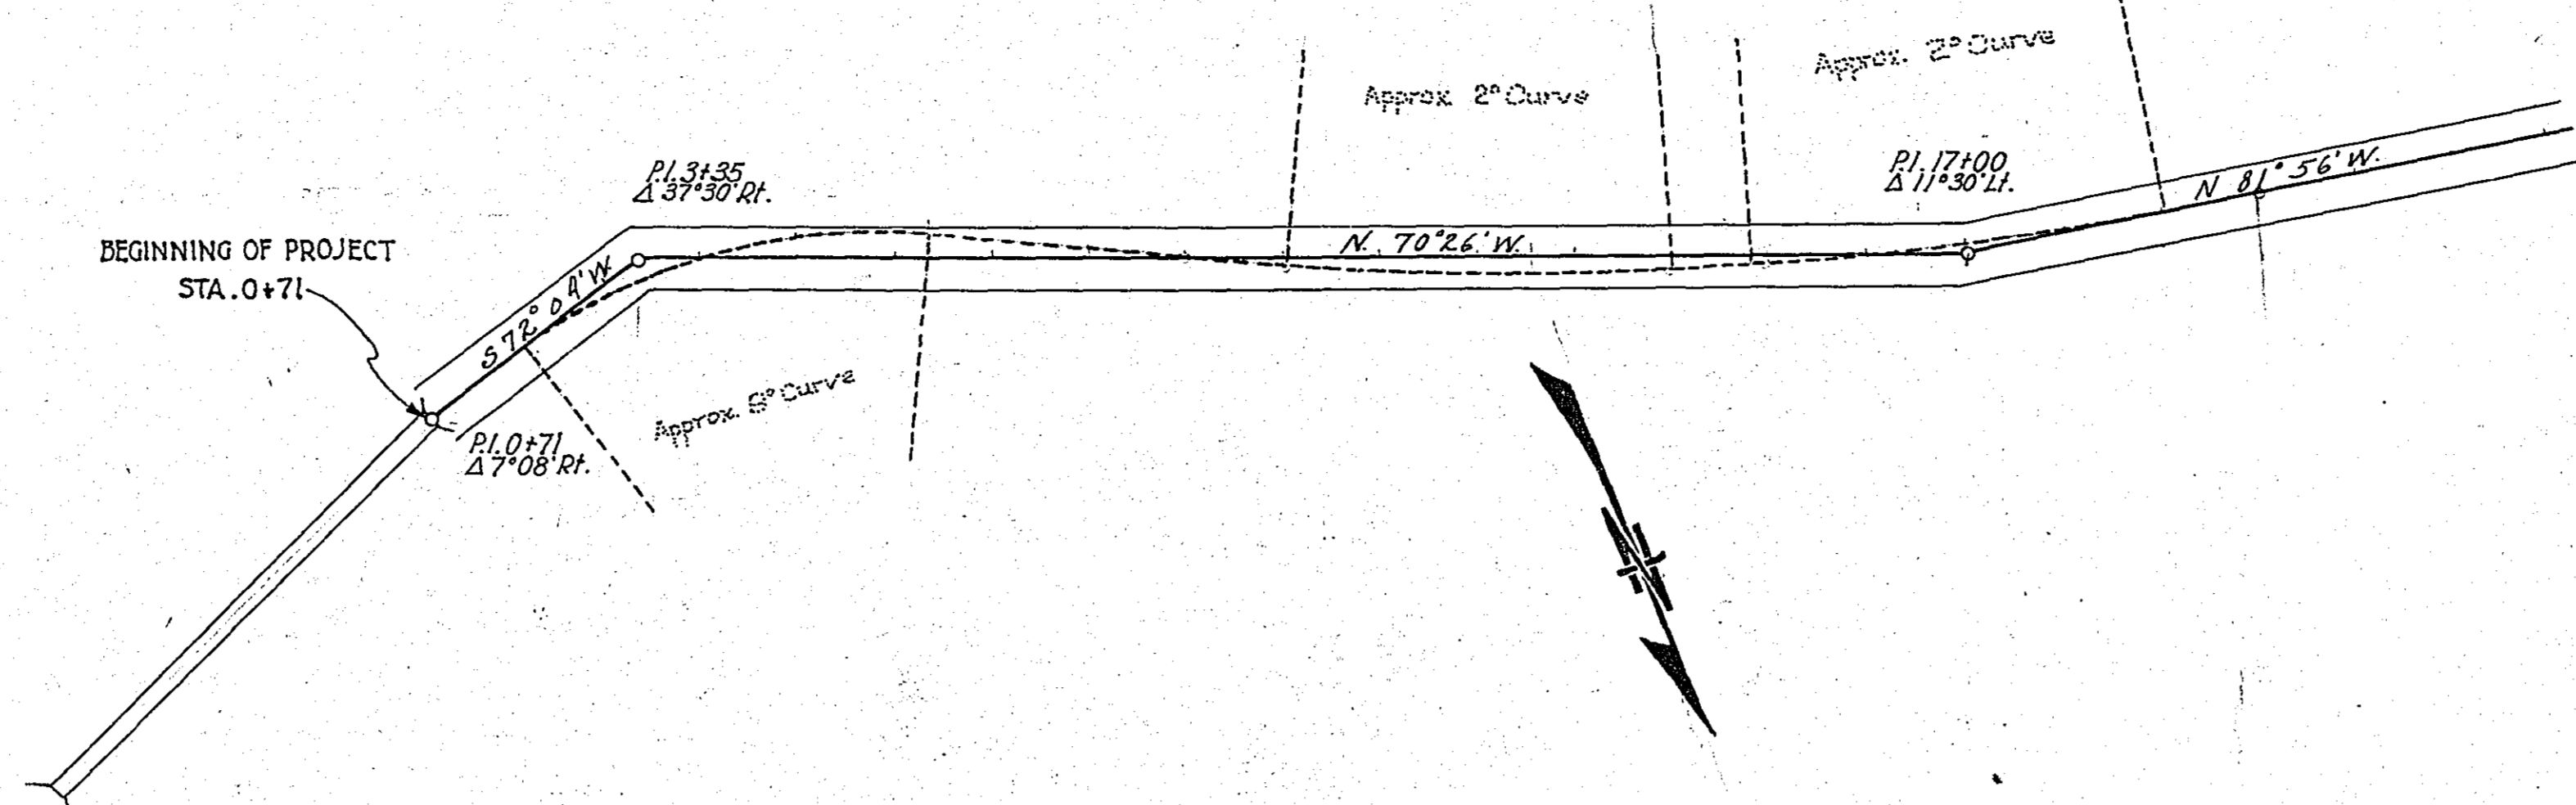 Approx. 2° Curve
Approx. 2° Curve
P.I. 3+35
Δ 37°30' Rt.
P.I. 17+00
Δ 11°30' Lt.
N 81° 56' W.
BEGINNING OF PROJECT
STA. 0+71
S 72° 04' W.
N. 70° 26' W.
Approx. Curve
P.I. 0+71
Δ 7°08' Rt.
N